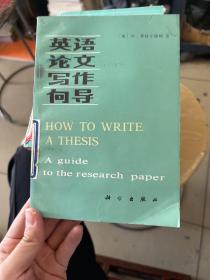 英语
论文
写作
向导
HOW TO WRITE
A THESIS
A guide
to the research paper
科学出版社